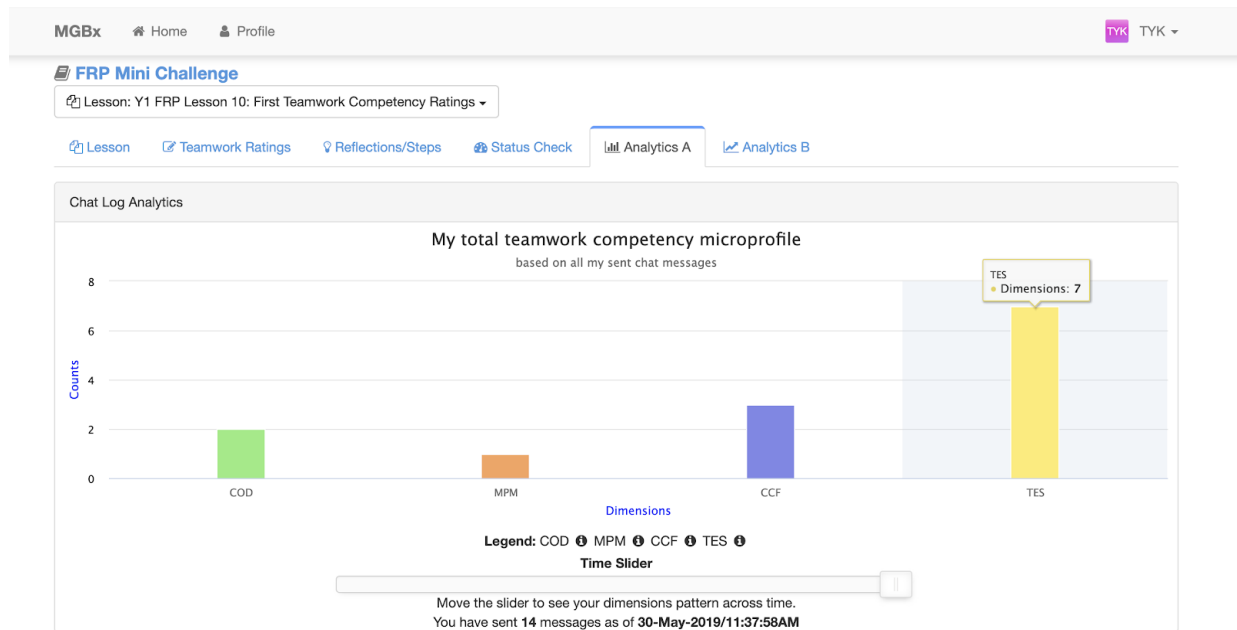 MGBx Home Profile TYK TYK
FRP Mini Challenge
Lesson: Y1 FRP Lesson 10: First Teamwork Competency Ratings
Lesson Teamwork Ratings Reflections/Steps Status Check Analytics A Analytics B
Chat Log Analytics
My total teamwork competency microprofile
based on all my sent chat messages
TES
Dimensions: 7
8
6
4
2
0
Counts
COD MPM CCF TES
Dimensions
Legend: COD MPM CCF TES
Time Slider
Move the slider to see your dimensions pattern across time.
You have sent 14 messages as of 30-May-2019/11:37:58AM